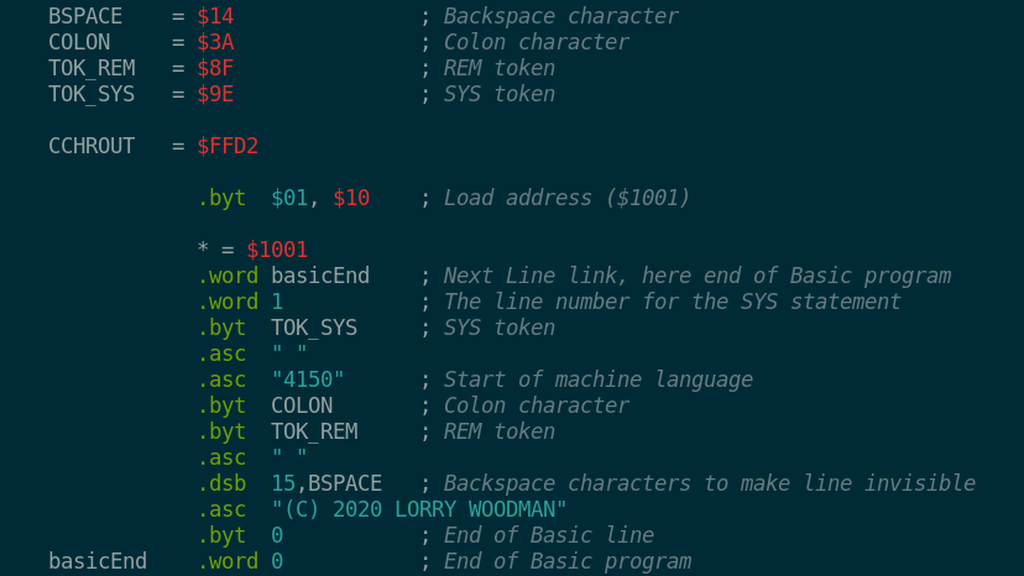 BSPACE = $14 ; Backspace character
COLON = $3A ; Colon character
TOK_REM = $8F ; REM token
TOK_SYS = $9E ; SYS token
CCHROUT = $FFD2
.byt $01, $10 ; Load address ($1001)
* = $1001
.word basicEnd ; Next Line link, here end of Basic program
.word 1 ; The line number for the SYS statement
.byt TOK_SYS ; SYS token
.asc " "
.asc "4150" ; Start of machine language
.byt COLON ; Colon character
.byt TOK_REM ; REM token
.asc " "
.dsb 15,BSPACE ; Backspace characters to make line invisible
.asc "(C) 2020 LORRY WOODMAN"
.byt 0 ; End of Basic line
basicEnd .word 0 ; End of Basic program